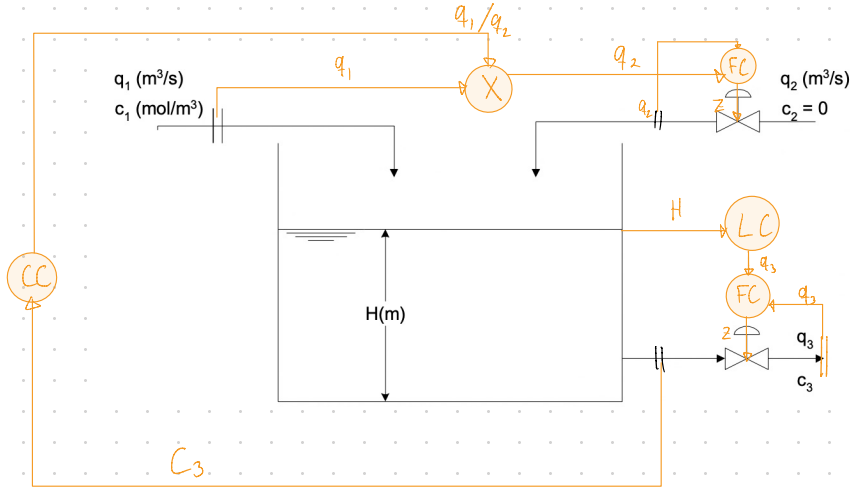 q₁/q₂
q₁
X
q₂
FC
q₁ (m³/s)
c₁ (mol/m³)
q₂
Z
q₂ (m³/s)
c₂ = 0
H
LC
q₃
CC
FC
q₃
H(m)
Z
q₃
c₃
C₃